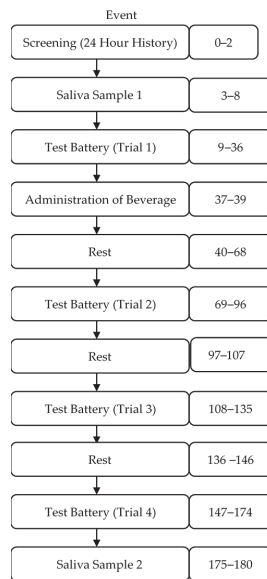 Event
Screening (24 Hour History) 0–2
Saliva Sample 1 3–8
Test Battery (Trial 1) 9–36
Administration of Beverage 37–39
Rest 40–68
Test Battery (Trial 2) 69–96
Rest 97–107
Test Battery (Trial 3) 108–135
Rest 136 –146
Test Battery (Trial 4) 147–174
Saliva Sample 2 175–180